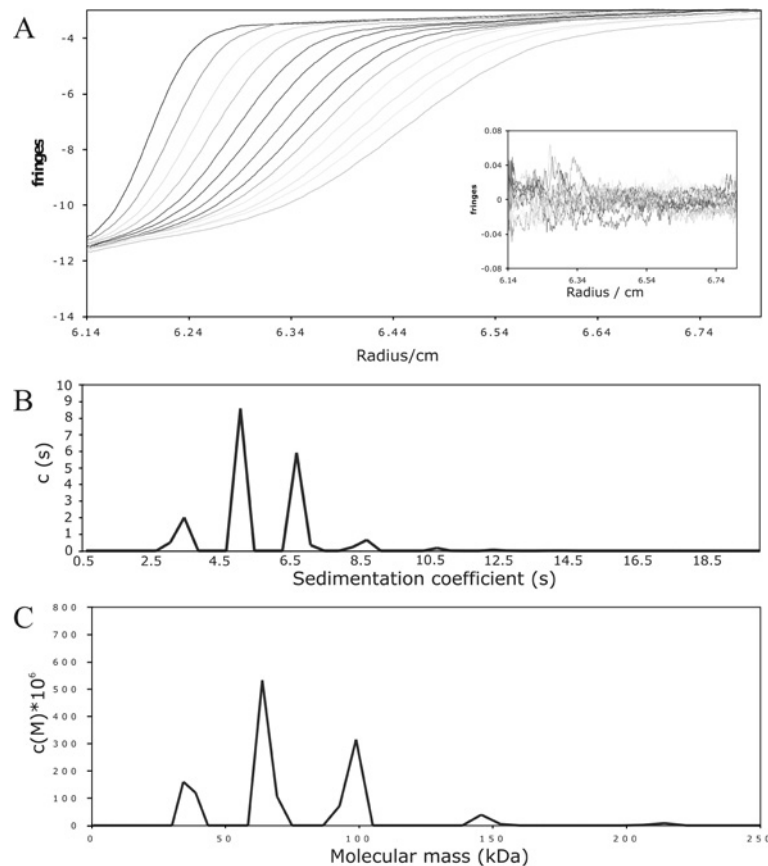 A
-4
-6
-8
-10
-12
-14
fringes
6.14 6.24 6.34 6.44 6.54 6.64 6.74
Radius/cm
0.08
0.04
0
-0.04
-0.08
fringes
6.14 6.34 6.54 6.74
Radius / cm
B
10
9
8
7
6
5
4
3
2
1
0
c (s)
0.5 2.5 4.5 6.5 8.5 10.5 12.5 14.5 16.5 18.5
Sedimentation coefficient (s)
C
800
700
600
500
400
300
200
100
0
c(M)*10⁶
0 50 100 150 200 250
Molecular mass (kDa)